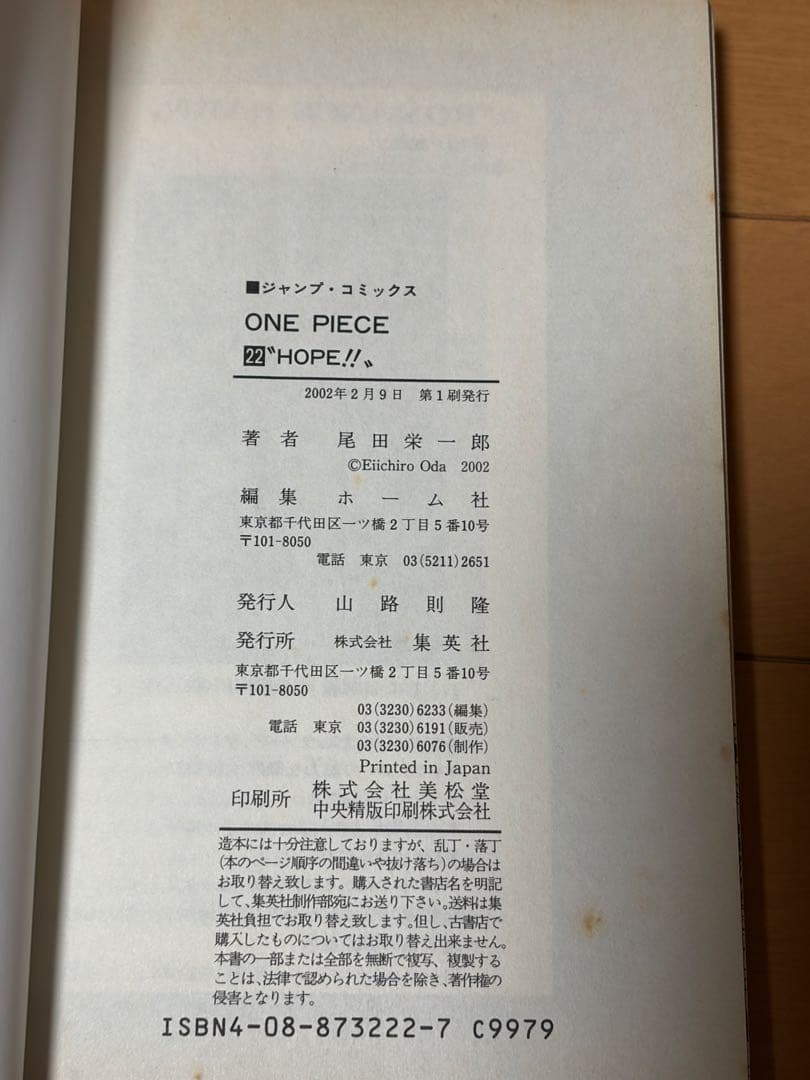 ■ジャンプ・コミックス
ONE PIECE
22〝HOPE!!〟
2002年2月9日 第1刷発行
著者 尾田栄一郎
©Eiichiro Oda 2002
編集 ホーム社
東京都千代田区一ツ橋2丁目5番10号
〒101-8050
電話 東京 03(5211)2651
発行人 山路則隆
発行所 株式会社 集英社
東京都千代田区一ツ橋2丁目5番10号
〒101-8050
03(3230)6233(編集)
電話 東京 03(3230)6191(販売)
03(3230)6076(制作)
Printed in Japan
印刷所 株式会社美松堂
中央精版印刷株式会社
造本には十分注意しておりますが、乱丁・落丁
(本のページ順序の間違いや抜け落ち)の場合は
お取り替え致します。購入された書店名を明記
して、集英社制作部宛にお送り下さい。送料は集
英社負担でお取り替え致します。但し、古書店で
購入したものについてはお取り替え出来ません。
本書の一部または全部を無断で複写、複製する
ことは、法律で認められた場合を除き、著作権の
侵害となります。
ISBN4-08-873222-7 C9979